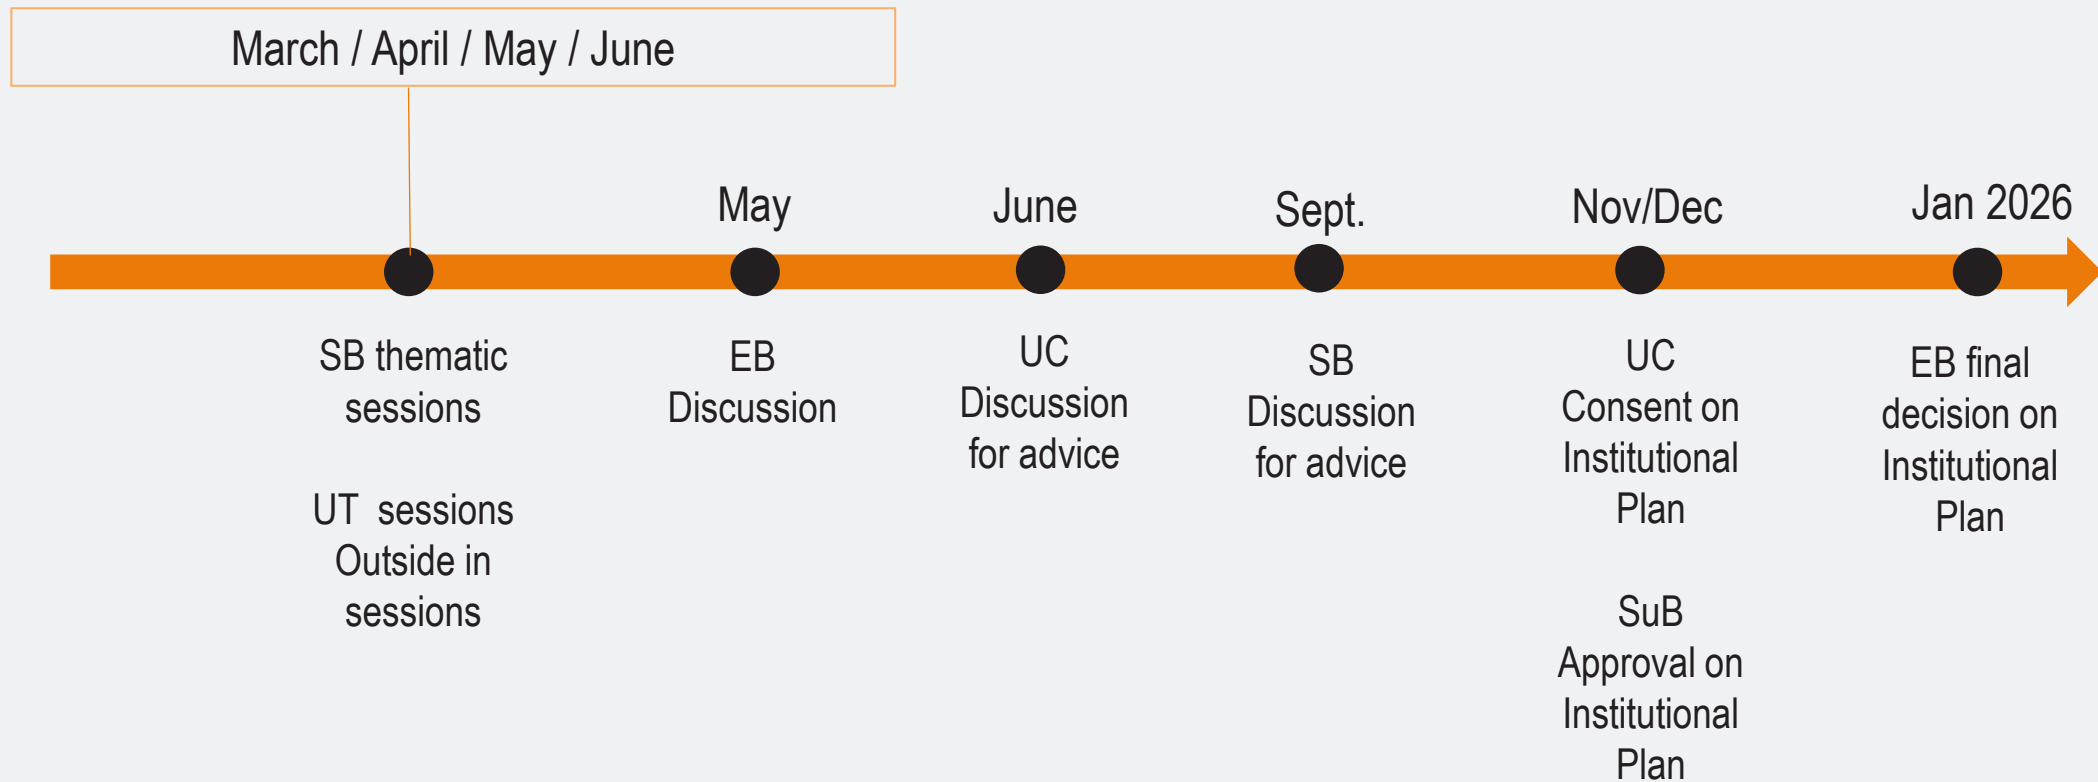 March / April / May / June
May
June
Sept.
Nov/Dec
Jan 2026
SB thematic
sessions
UT sessions
Outside in
sessions
EB
Discussion
UC
Discussion
for advice
SB
Discussion
for advice
UC
Consent on
Institutional
Plan
SuB
Approval on
Institutional
Plan
EB final
decision on
Institutional
Plan